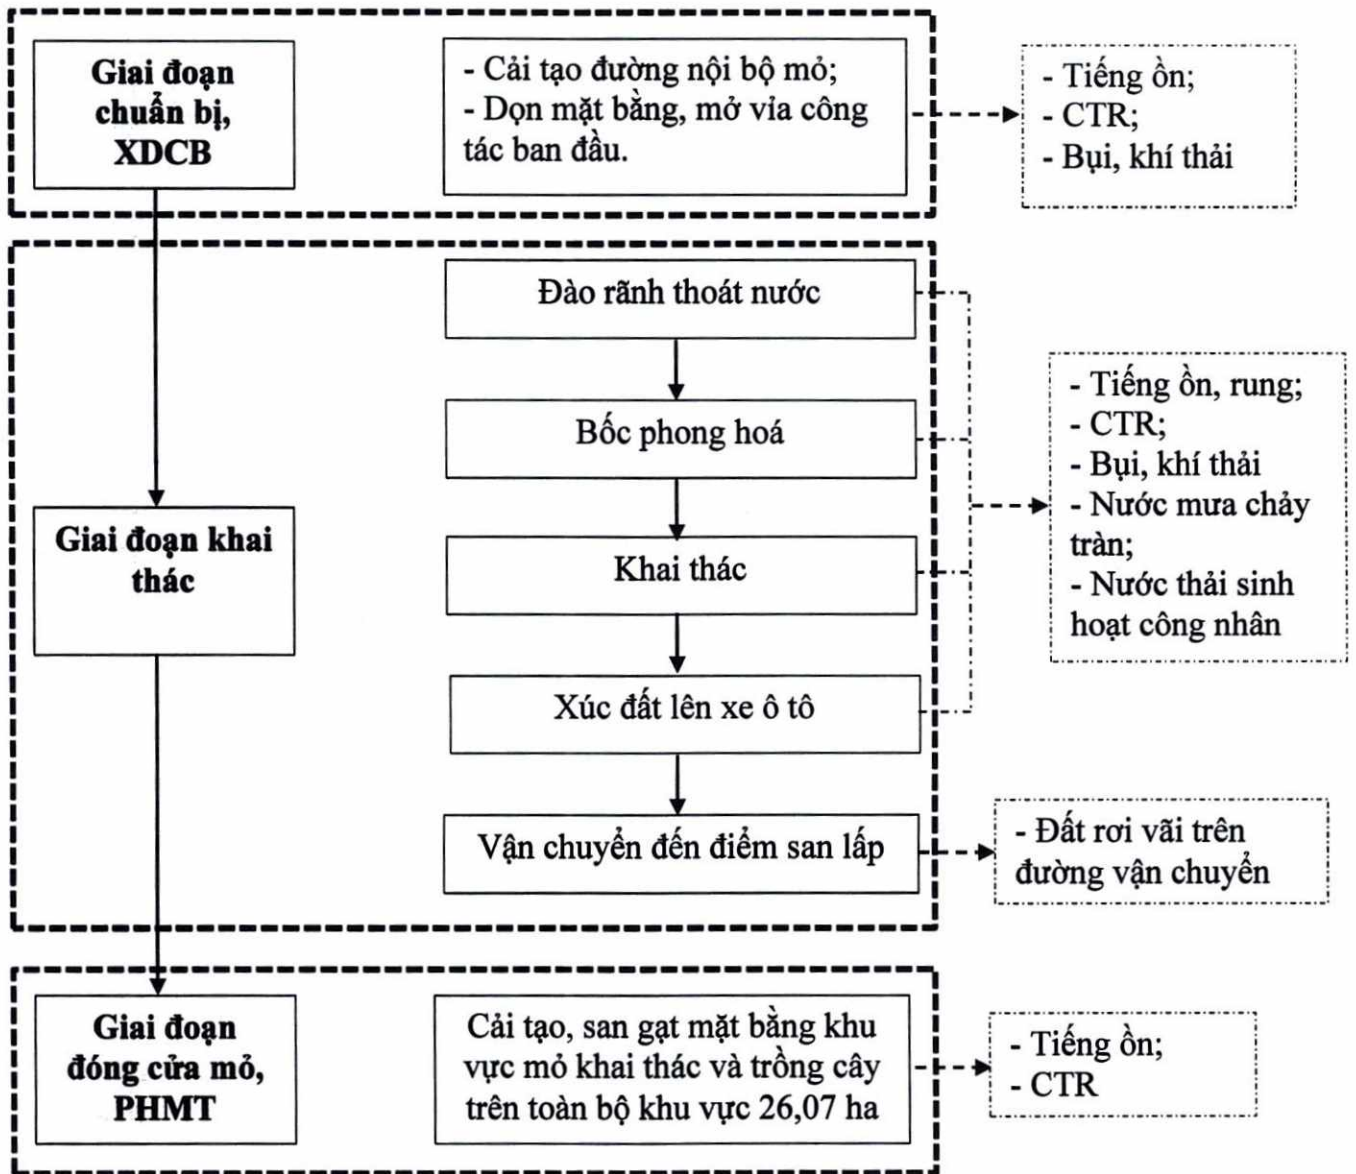 Giai đoạn
chuẩn bị,
XDCB
- Cải tạo đường nội bộ mỏ;
- Dọn mặt bằng, mở vỉa công
tác ban đầu.
- Tiếng ồn;
- CTR;
- Bụi, khí thải
Giai đoạn khai
thác
Đào rãnh thoát nước
Bốc phong hoá
Khai thác
Xúc đất lên xe ô tô
Vận chuyển đến điểm san lấp
- Tiếng ồn, rung;
- CTR;
- Bụi, khí thải
- Nước mưa chảy
tràn;
- Nước thải sinh
hoạt công nhân
- Đất rơi vãi trên
đường vận chuyển
Giai đoạn
đóng cửa mỏ,
PHMT
Cải tạo, san gạt mặt bằng khu
vực mỏ khai thác và trồng cây
trên toàn bộ khu vực 26,07 ha
- Tiếng ồn;
- CTR